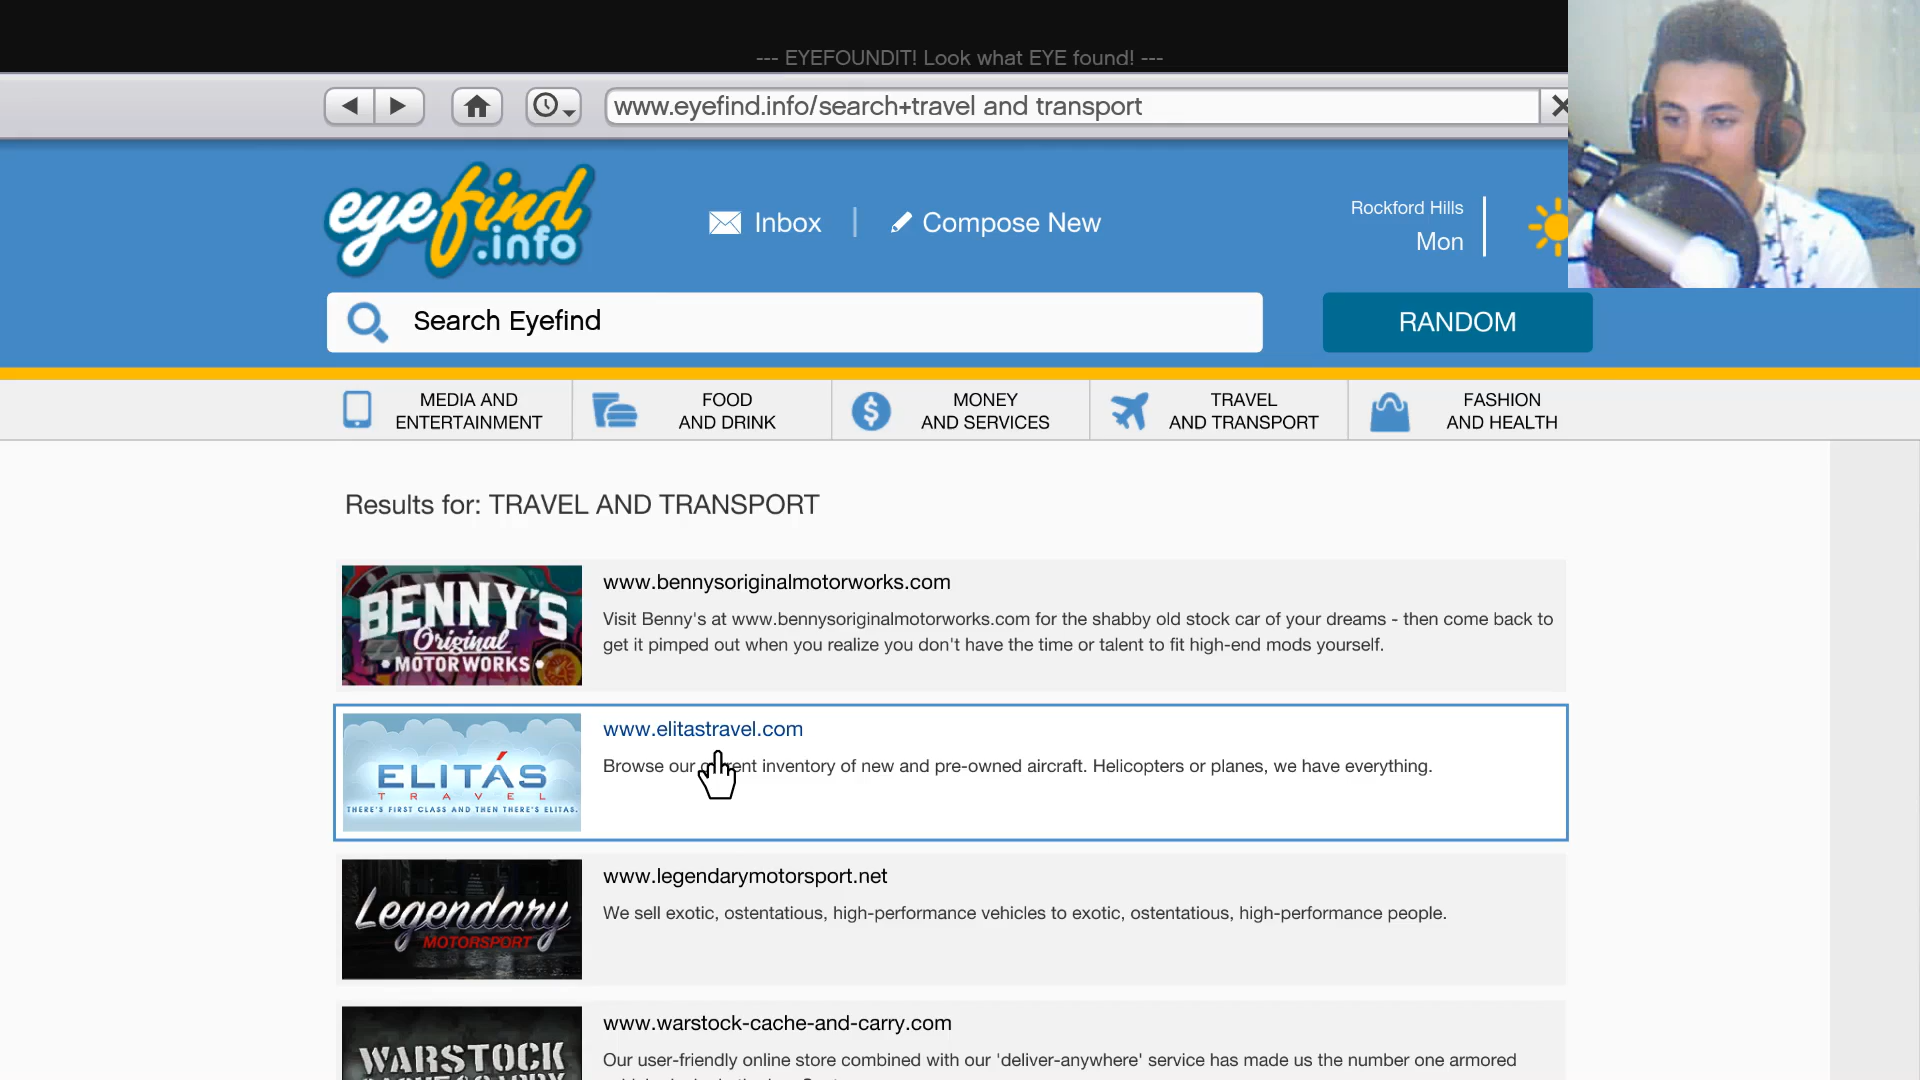 --- EYEFOUNDIT! Look what EYE found! ---
www.eyefind.info/search+travel and transport
eyefind
.info
Inbox
Compose New
Rockford Hills
Mon
Search Eyefind
RANDOM
MEDIA AND
ENTERTAINMENT
FOOD
AND DRINK
MONEY
AND SERVICES
TRAVEL
AND TRANSPORT
FASHION
AND HEALTH
Results for: TRAVEL AND TRANSPORT
BENNY'S
Original
MOTOR WORKS
www.bennysoriginalmotorworks.com
Visit Benny's at www.bennysoriginalmotorworks.com for the shabby old stock car of your dreams - then come back to
get it pimped out when you realize you don't have the time or talent to fit high-end mods yourself.
ELITÁS
TRAVEL
THERE'S FIRST CLASS AND THEN THERE'S ELITAS.
www.elitastravel.com
Browse our inventory of new and pre-owned aircraft. Helicopters or planes, we have everything.
Legendary
MOTORSPORT
www.legendarymotorsport.net
We sell exotic, ostentatious, high-performance vehicles to exotic, ostentatious, high-performance people.
WARSTOCK
www.warstock-cache-and-carry.com
Our user-friendly online store combined with our 'deliver-anywhere' service has made us the number one armored